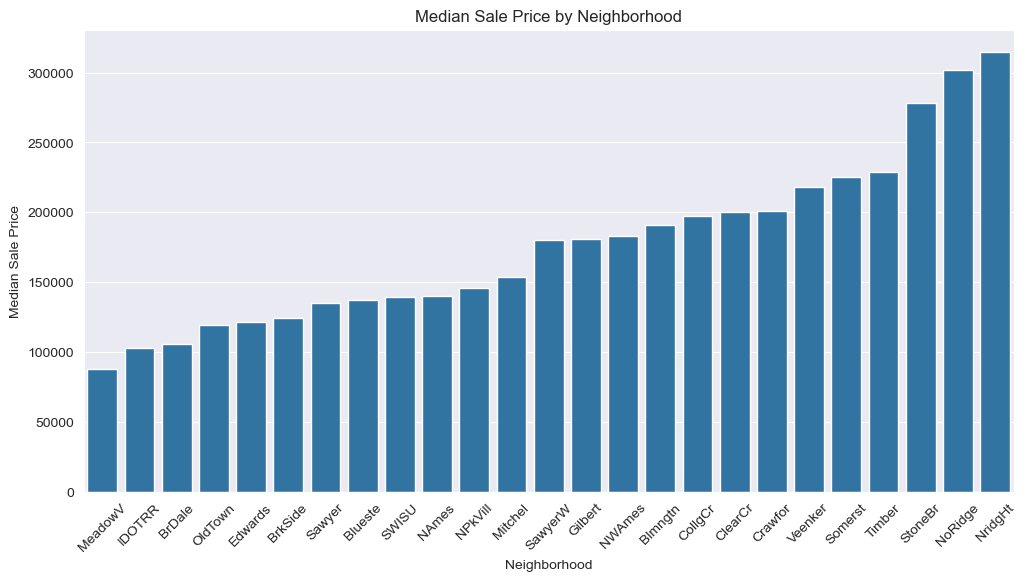 Median Sale Price by Neighborhood
Median Sale Price
300000
250000
200000
150000
100000
50000
0
MeadowV
IDOTRR
BrDale
OldTown
Edwards
BrkSide
Sawyer
Blueste
SWISU
NAmes
NPkVill
Mitchel
SawyerW
Gilbert
NWAmes
Blmngtn
CollgCr
ClearCr
Crawfor
Veenker
Somerst
Timber
StoneBr
NoRidge
NridgHt
Neighborhood